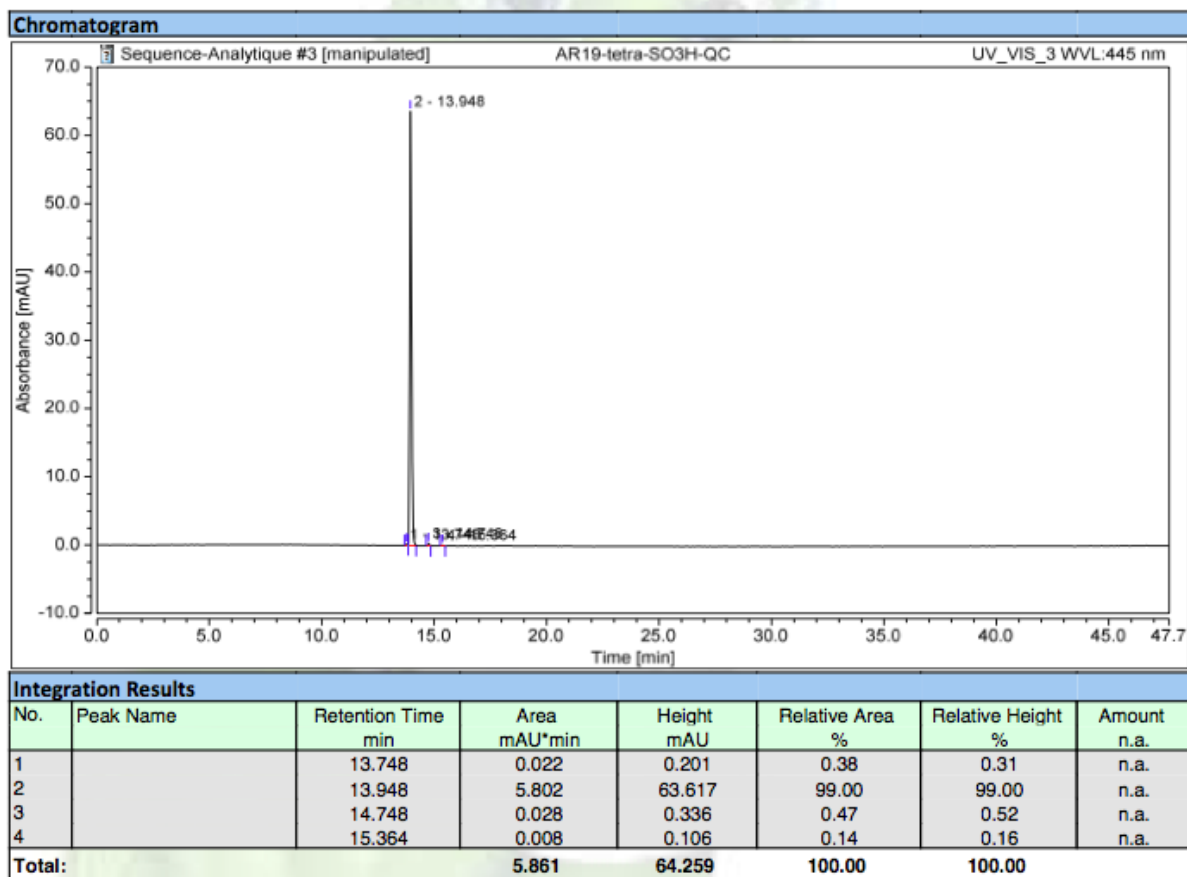 Chromatogram
Sequence-Analytique #3 [manipulated] AR19-tetra-SO3H-QC UV_VIS_3 WVL:445 nm
70.0
2 - 13.948
60.0
50.0
40.0
30.0
20.0
10.0
0.0
-10.0
Absorbance [mAU]
0.0 5.0 10.0 15.0 20.0 25.0 30.0 35.0 40.0 45.0 47.7
Time [min]
Integration Results
No. Peak Name Retention Time Area Height Relative Area Relative Height Amount
min mAU*min mAU % % n.a.
1 13.748 0.022 0.201 0.38 0.31 n.a.
2 13.948 5.802 63.617 99.00 99.00 n.a.
3 14.748 0.028 0.336 0.47 0.52 n.a.
4 15.364 0.008 0.106 0.14 0.16 n.a.
Total: 5.861 64.259 100.00 100.00